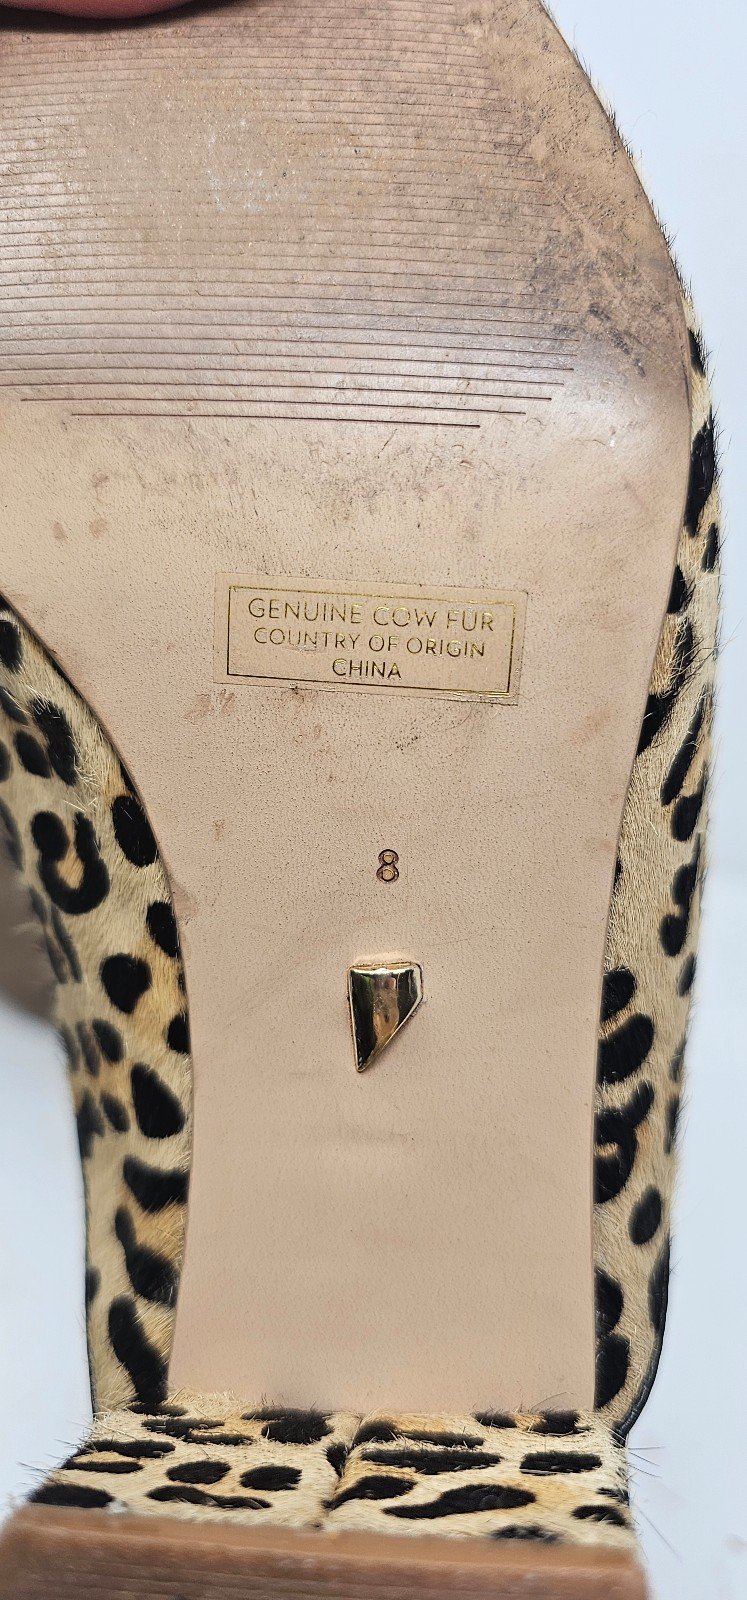 GENUINE COW FUR
COUNTRY OF ORIGIN
CHINA
8